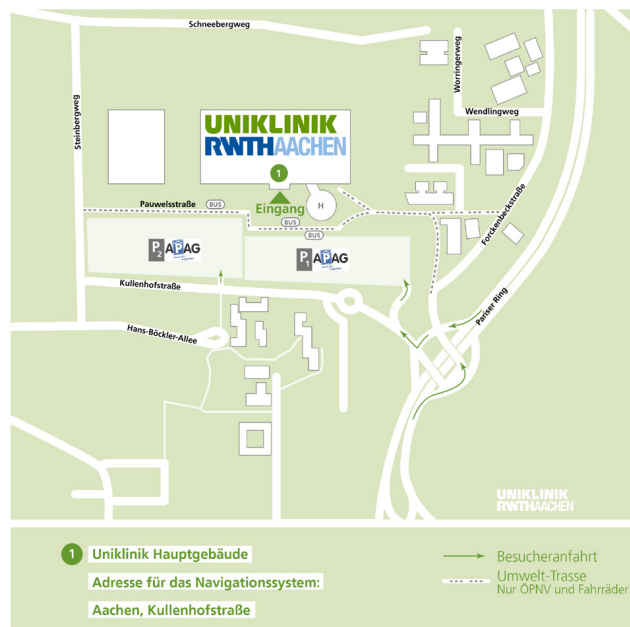 Schneebergweg
Steinbergweg
Worringerweg
Wendlingweg
UNIKLINIK
RWTHAACHEN
1
Eingang
H
Pauwelsstraße
BUS
BUS
BUS
Forckenbeckstraße
P2
APAG
P1
APAG
Kullenhofstraße
Pariser Ring
Hans-Böckler-Allee
UNIKLINIK
RWTHAACHEN
1 Uniklinik Hauptgebäude
Adresse für das Navigationssystem:
Aachen, Kullenhofstraße
Besucheranfahrt
Umwelt-Trasse
Nur ÖPNV und Fahrräder